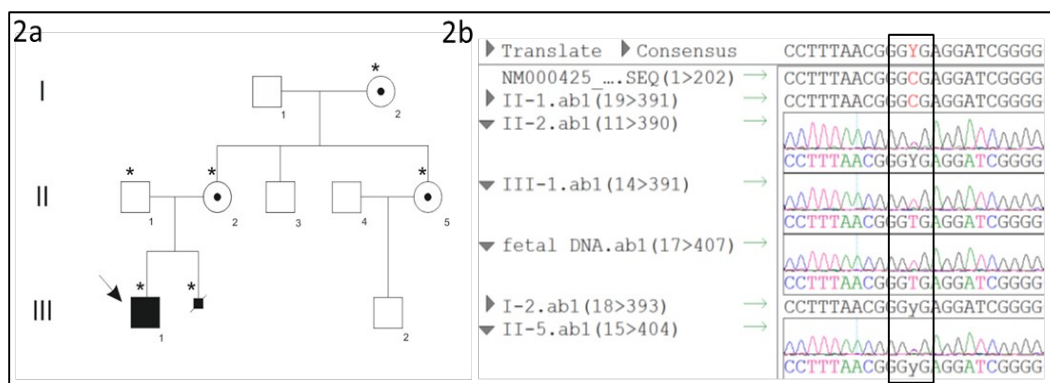 2a
I
*
1
2
II
*
*
*
1
2
3
4
5
III
*
*
1
2
2b
Translate Consensus CCTTTAACGGGYGAGGATCGGGG
NM000425_....SEQ(1>202) → CCTTTAACGGGCGAGGATCGGGG
II-1.ab1(19>391) → CCTTTAACGGGCGAGGATCGGGG
II-2.ab1(11>390) → CCTTTAACGGGYGAGGATCGGGG
III-1.ab1(14>391) → CCTTTAACGGGTGAGGATCGGGG
fetal DNA.ab1(17>407) → CCTTTAACGGGTGAGGATCGGGG
I-2.ab1(18>393) → CCTTTAACGGGyGAGGATCGGGG
II-5.ab1(15>404) → CCTTTAACGGGyGAGGATCGGGG